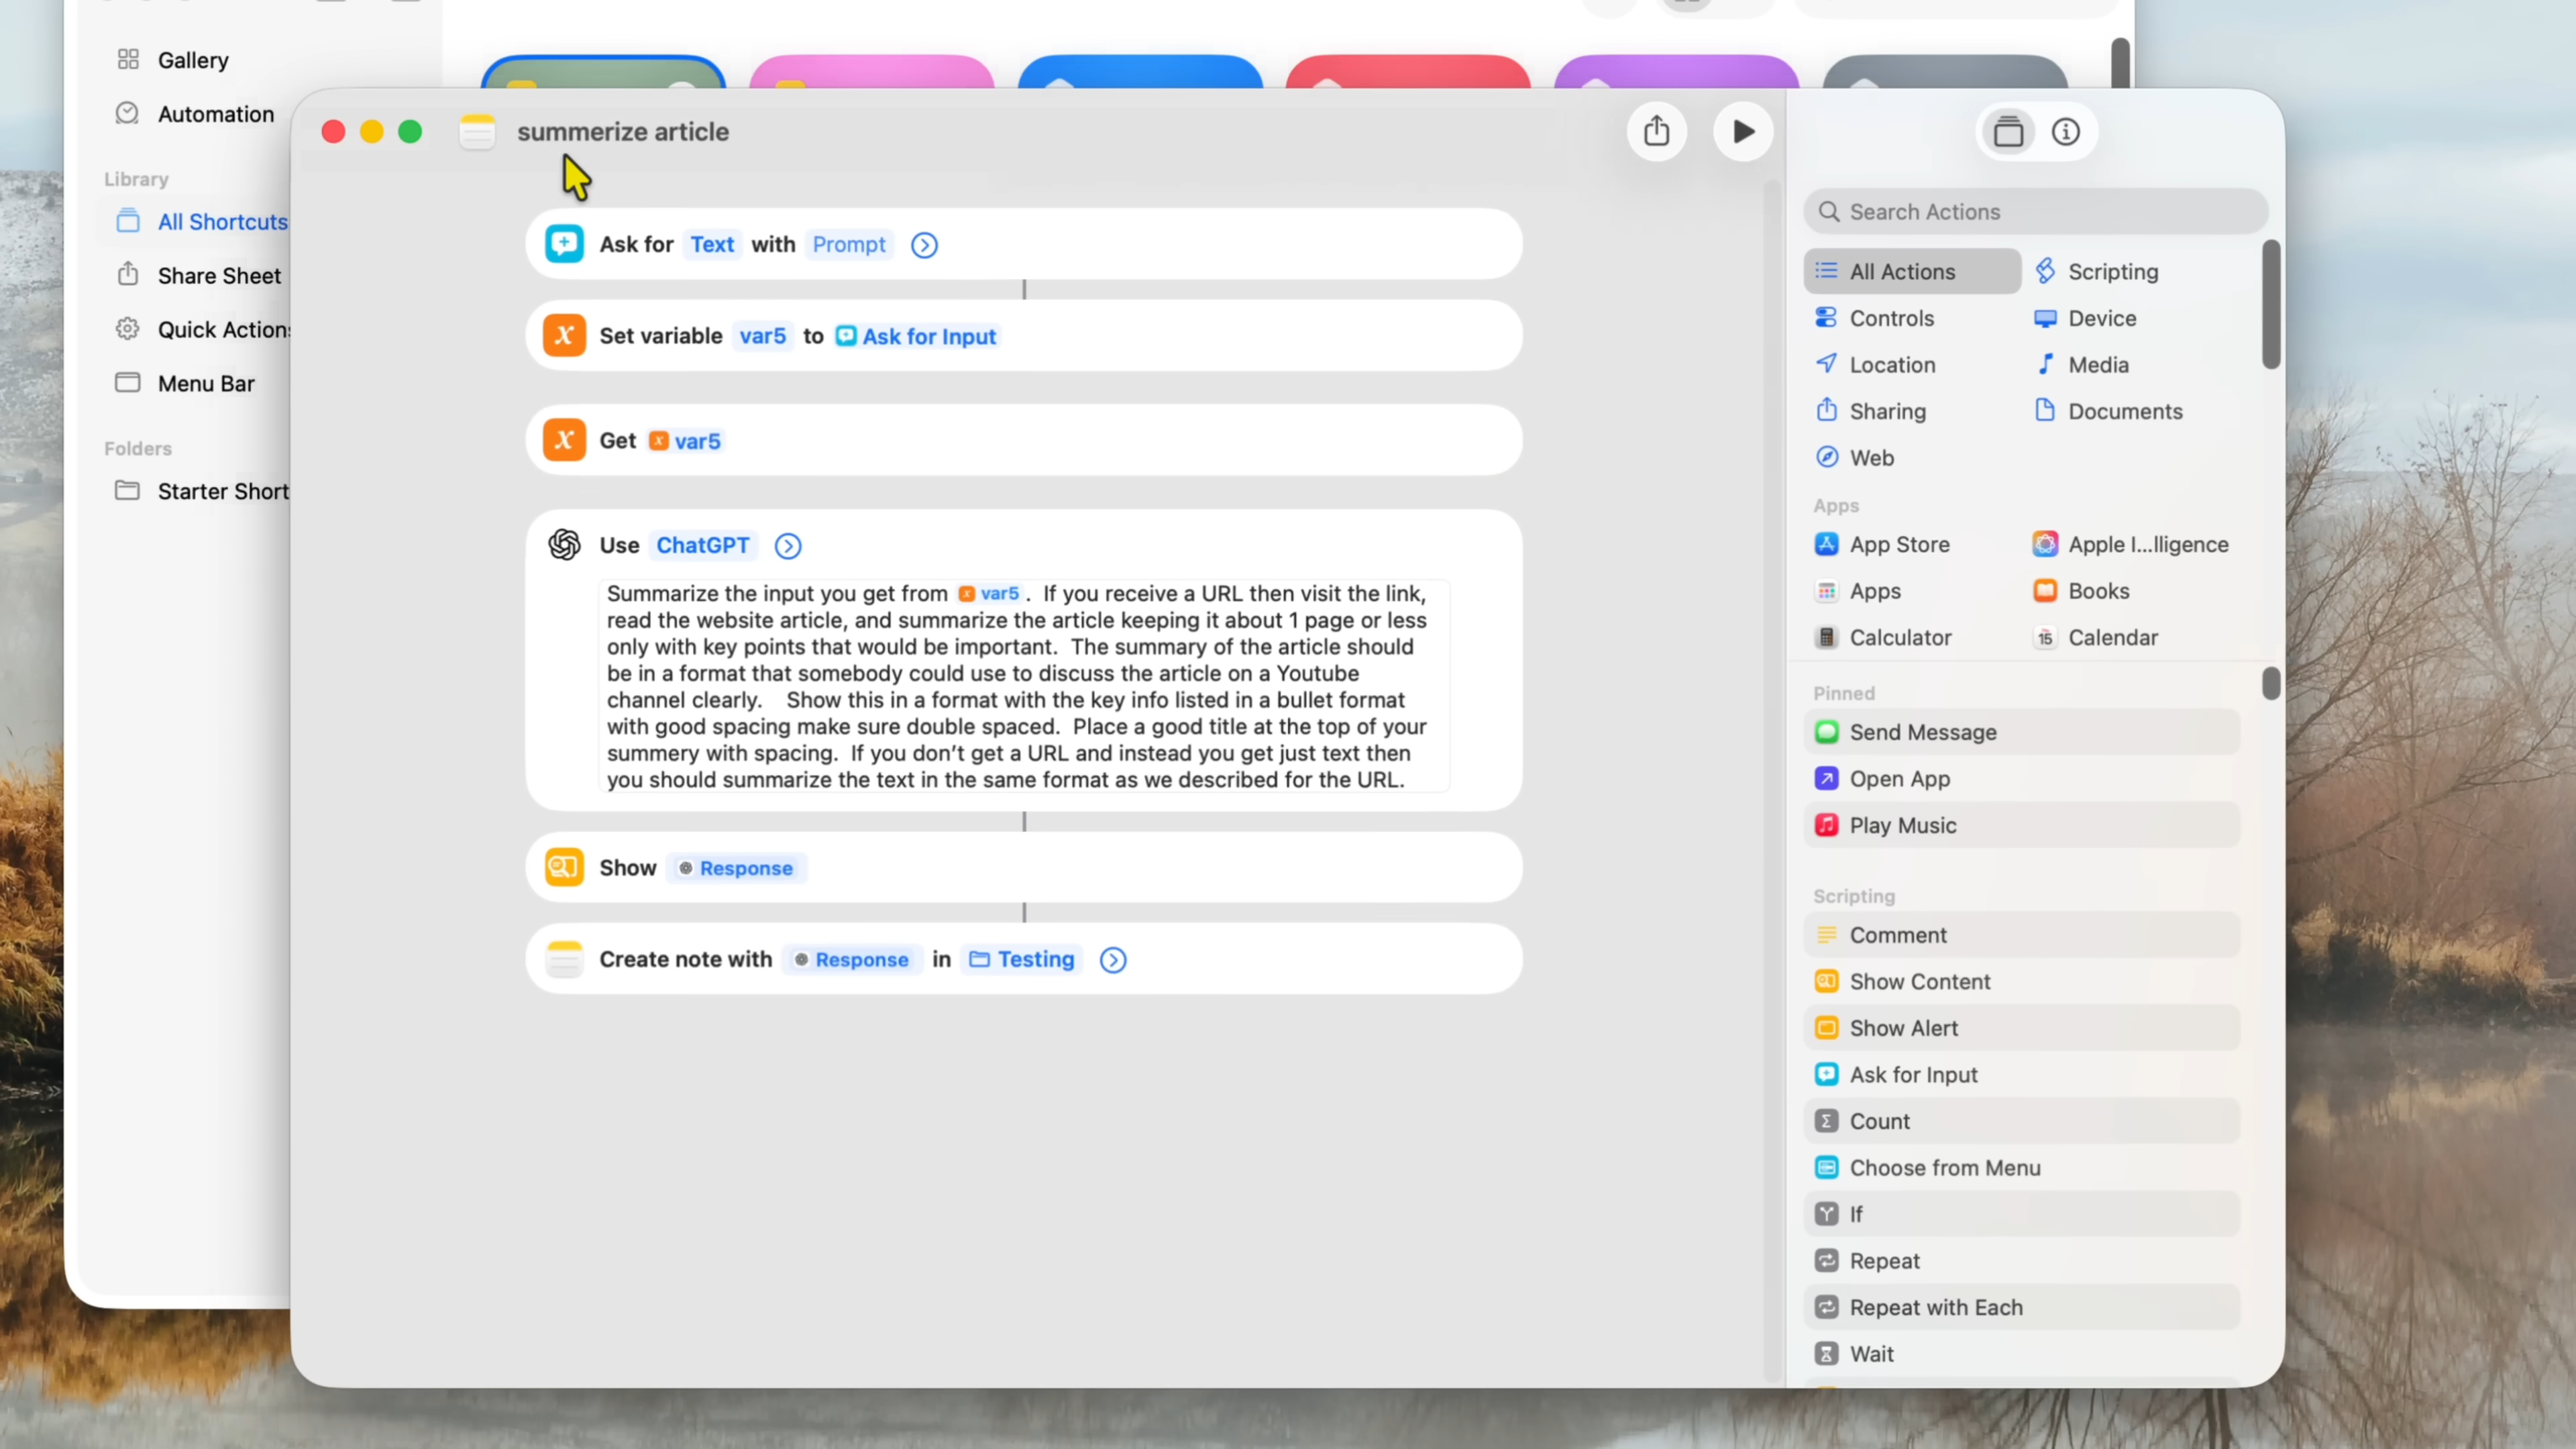 Gallery
Automation
Library
All Shortcuts
Share Sheet
Quick Actions
Menu Bar
Folders
Starter Short
summerize article
Ask for Text with Prompt
Set variable var5 to Ask for Input
Get var5
Use ChatGPT
Summarize the input you get from var5 . If you receive a URL then visit the link,
read the website article, and summarize the article keeping it about 1 page or less
only with key points that would be important. The summary of the article should
be in a format that somebody could use to discuss the article on a Youtube
channel clearly. Show this in a format with the key info listed in a bullet format
with good spacing make sure double spaced. Place a good title at the top of your
summery with spacing. If you don't get a URL and instead you get just text then
you should summarize the text in the same format as we described for the URL.
Show Response
Create note with Response in Testing
Search Actions
All Actions
Scripting
Controls
Device
Location
Media
Sharing
Documents
Web
Apps
App Store
Apple I...lligence
Apps
Books
Calculator
15
Calendar
Pinned
Send Message
Open App
Play Music
Scripting
Comment
Show Content
Show Alert
Ask for Input
Count
Choose from Menu
If
Repeat
Repeat with Each
Wait